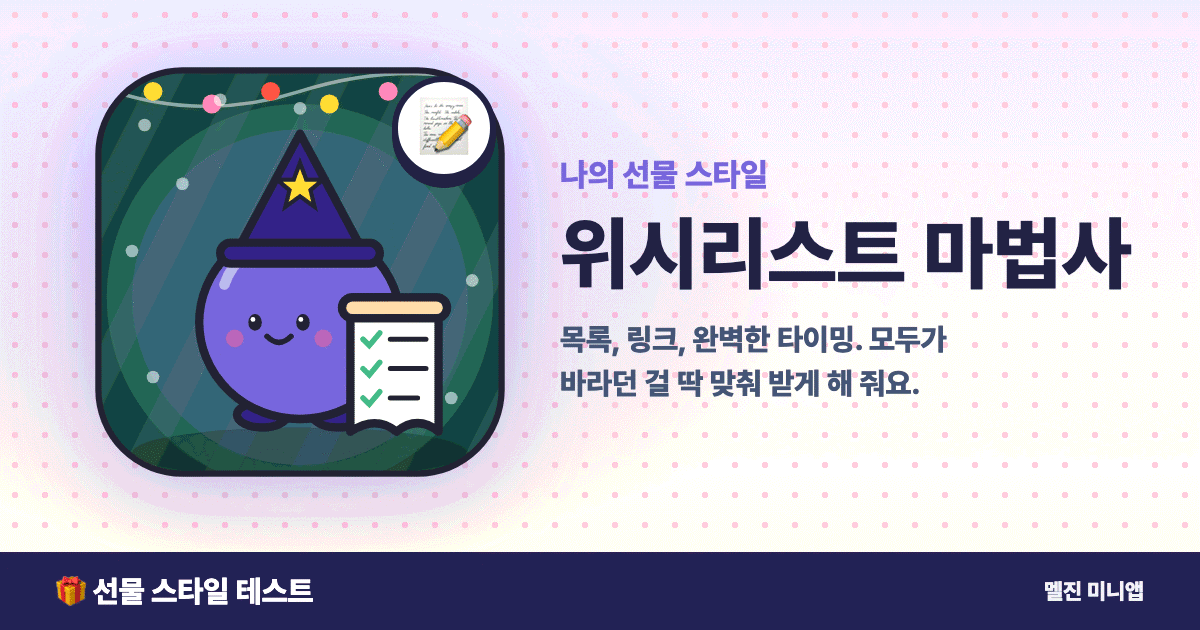 나의 선물 스타일
위시리스트 마법사
목록, 링크, 완벽한 타이밍. 모두가
바라던 걸 딱 맞춰 받게 해 줘요.
선물 스타일 테스트
멜진 미니앱